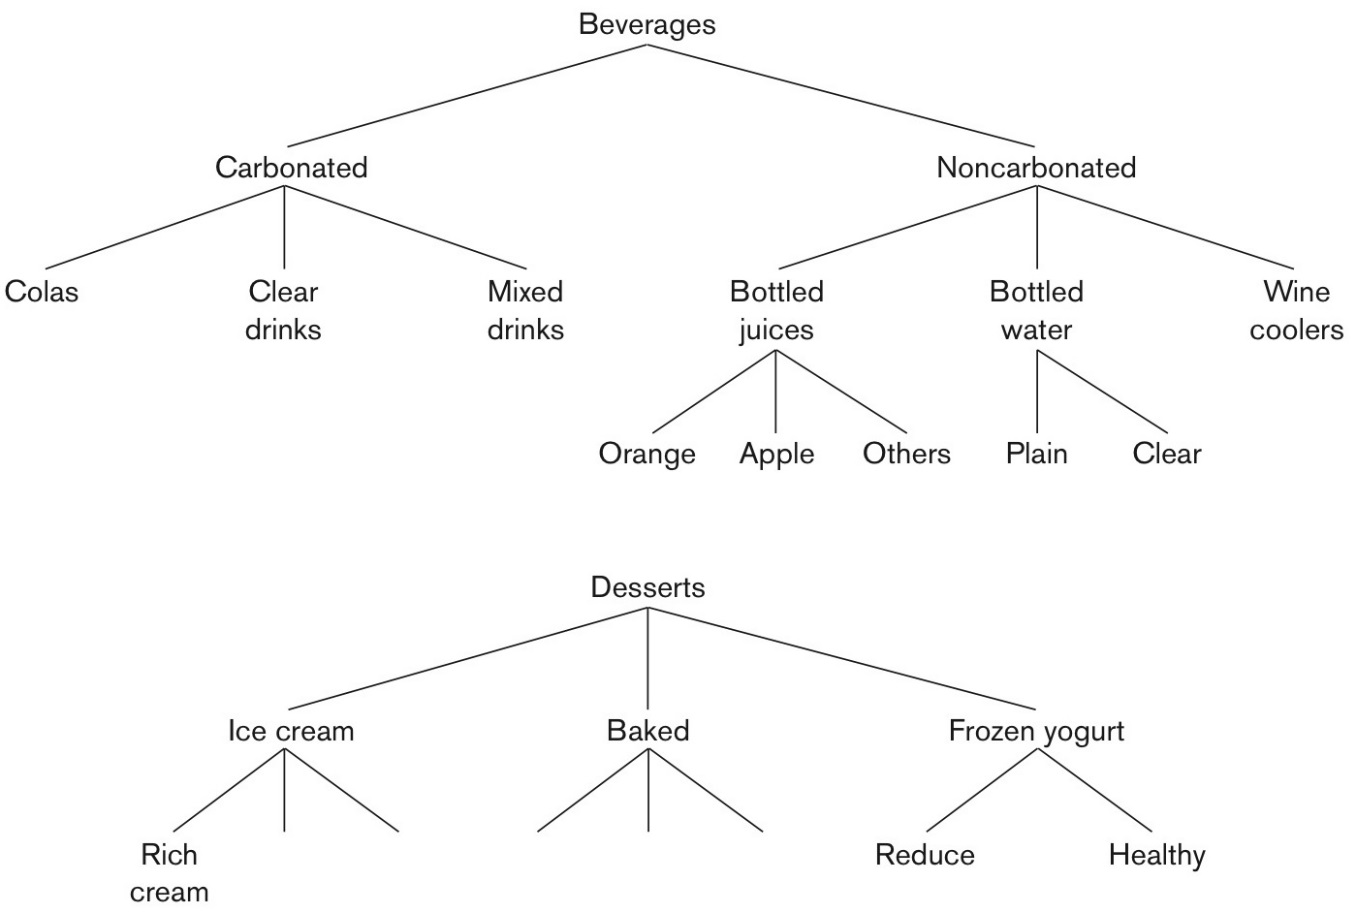 Beverages
Carbonated
Noncarbonated
Colas
Clear
drinks
Mixed
drinks
Bottled
juices
Bottled
water
Wine
coolers
Orange
Apple
Others
Plain
Clear
Desserts
Ice cream
Baked
Frozen yogurt
Rich
cream
Reduce
Healthy